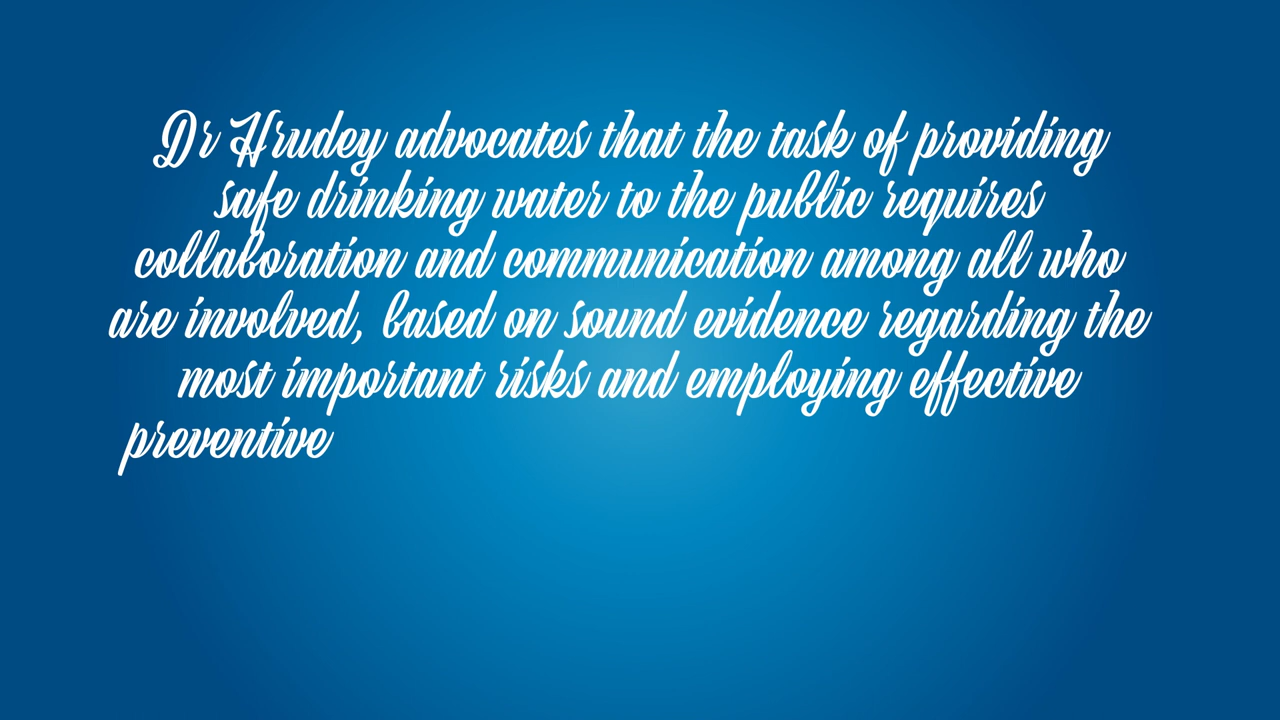 Dr Hrudey advocates that the task of providing
safe drinking water to the public requires
collaboration and communication among all who
are involved, based on sound evidence regarding the
most important risks and employing effective
preventive